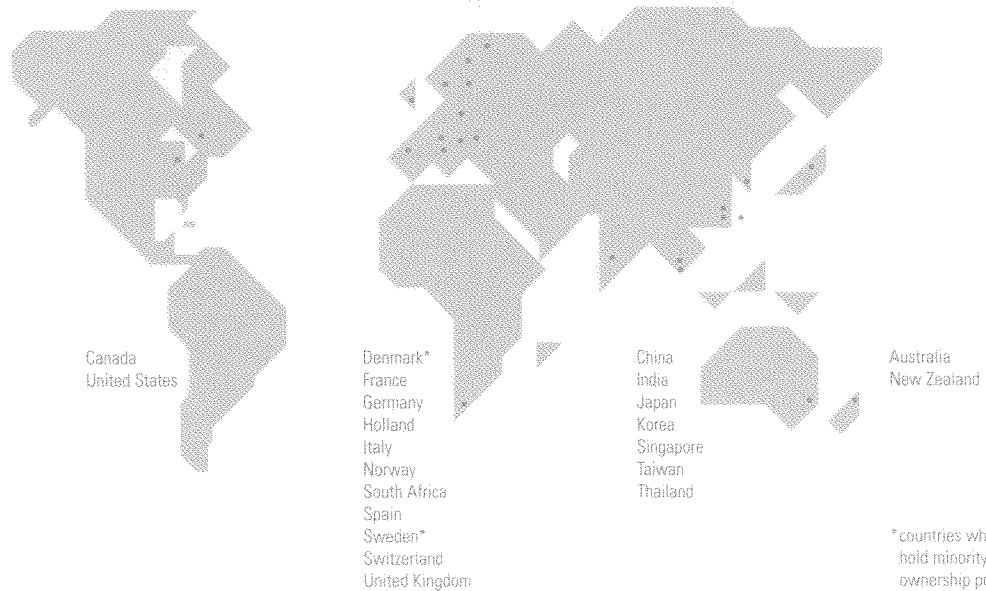 Canada
United States
Denmark*
France
Germany
Holland
Italy
Norway
South Africa
Spain
Sweden*
Switzerland
United Kingdom
China
India
Japan
Korea
Singapore
Taiwan
Thailand
Australia
New Zealand
*countries wh
hold minority
ownership po